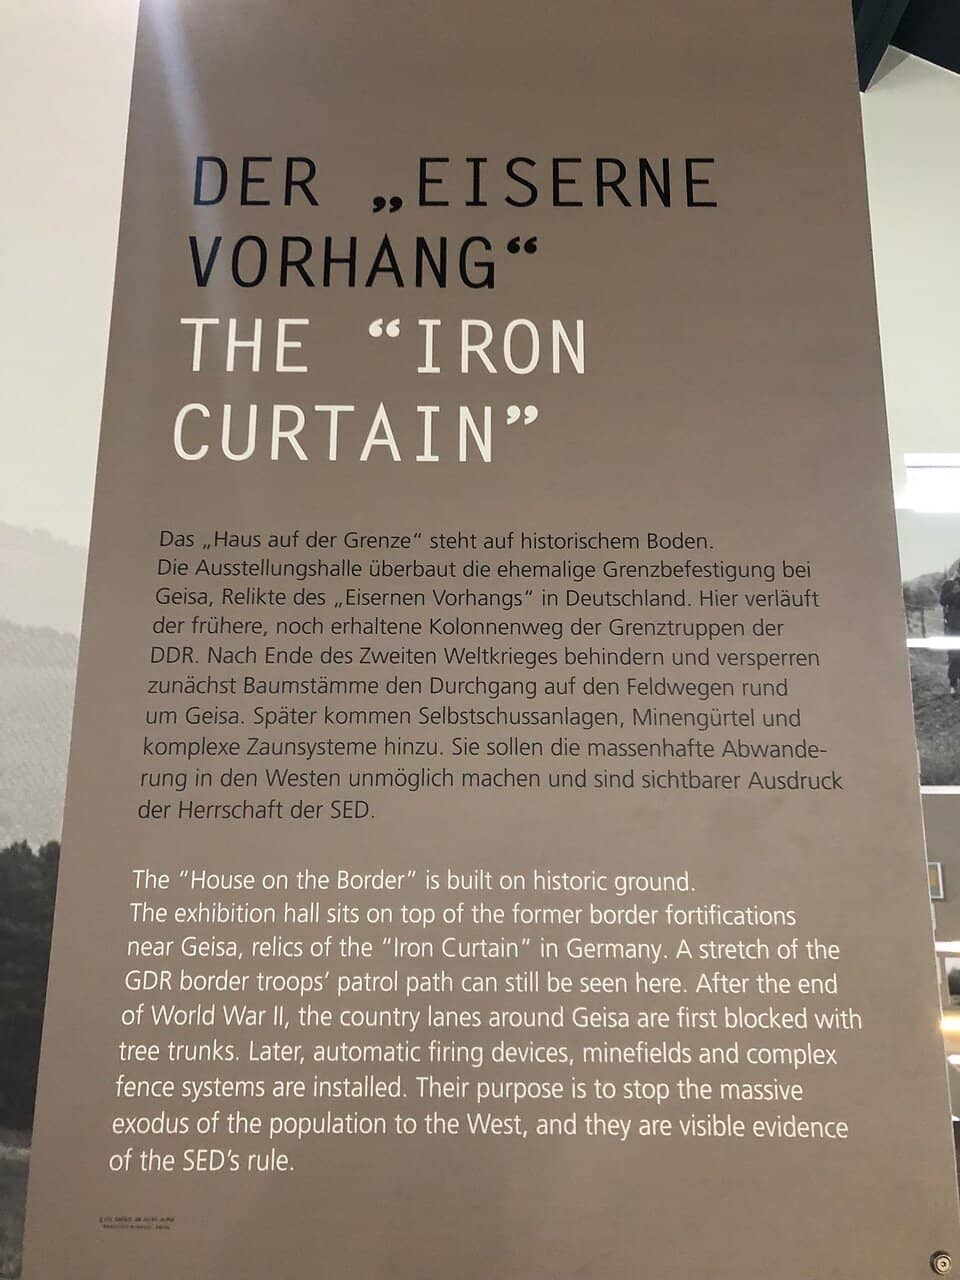 DER „EISERNE
VORHANG“
THE “IRON
CURTAIN”
Das „Haus auf der Grenze“ steht auf historischem Boden.
Die Ausstellungshalle überbaut die ehemalige Grenzbefestigung bei
Geisa, Relikte des „Eisernen Vorhangs“ in Deutschland. Hier verläuft
der frühere, noch erhaltene Kolonnenweg der Grenztruppen der
DDR. Nach Ende des Zweiten Weltkrieges behindern und versperren
zunächst Baumstämme den Durchgang auf den Feldwegen rund
um Geisa. Später kommen Selbstschussanlagen, Minengürtel und
komplexe Zaunsysteme hinzu. Sie sollen die massenhafte Abwande-
rung in den Westen unmöglich machen und sind sichtbarer Ausdruck
der Herrschaft der SED.
The “House on the Border” is built on historic ground.
The exhibition hall sits on top of the former border fortifications
near Geisa, relics of the “Iron Curtain” in Germany. A stretch of the
GDR border troops’ patrol path can still be seen here. After the end
of World War II, the country lanes around Geisa are first blocked with
tree trunks. Later, automatic firing devices, minefields and complex
fence systems are installed. Their purpose is to stop the massive
exodus of the population to the West, and they are visible evidence
of the SED’s rule.